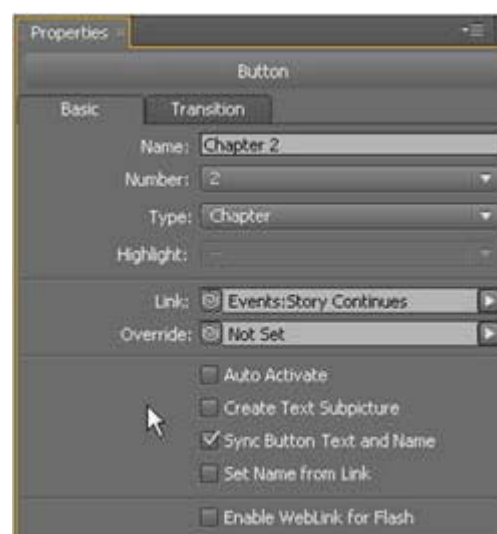 Properties
Button
Basic Transition
Name: Chapter 2
Number: 2
Type: Chapter
Highlight: --
Link: Events:Story Continues
Override: Not Set
Auto Activate
Create Text Subpicture
Sync Button Text and Name
Set Name from Link
Enable WebLink for Flash